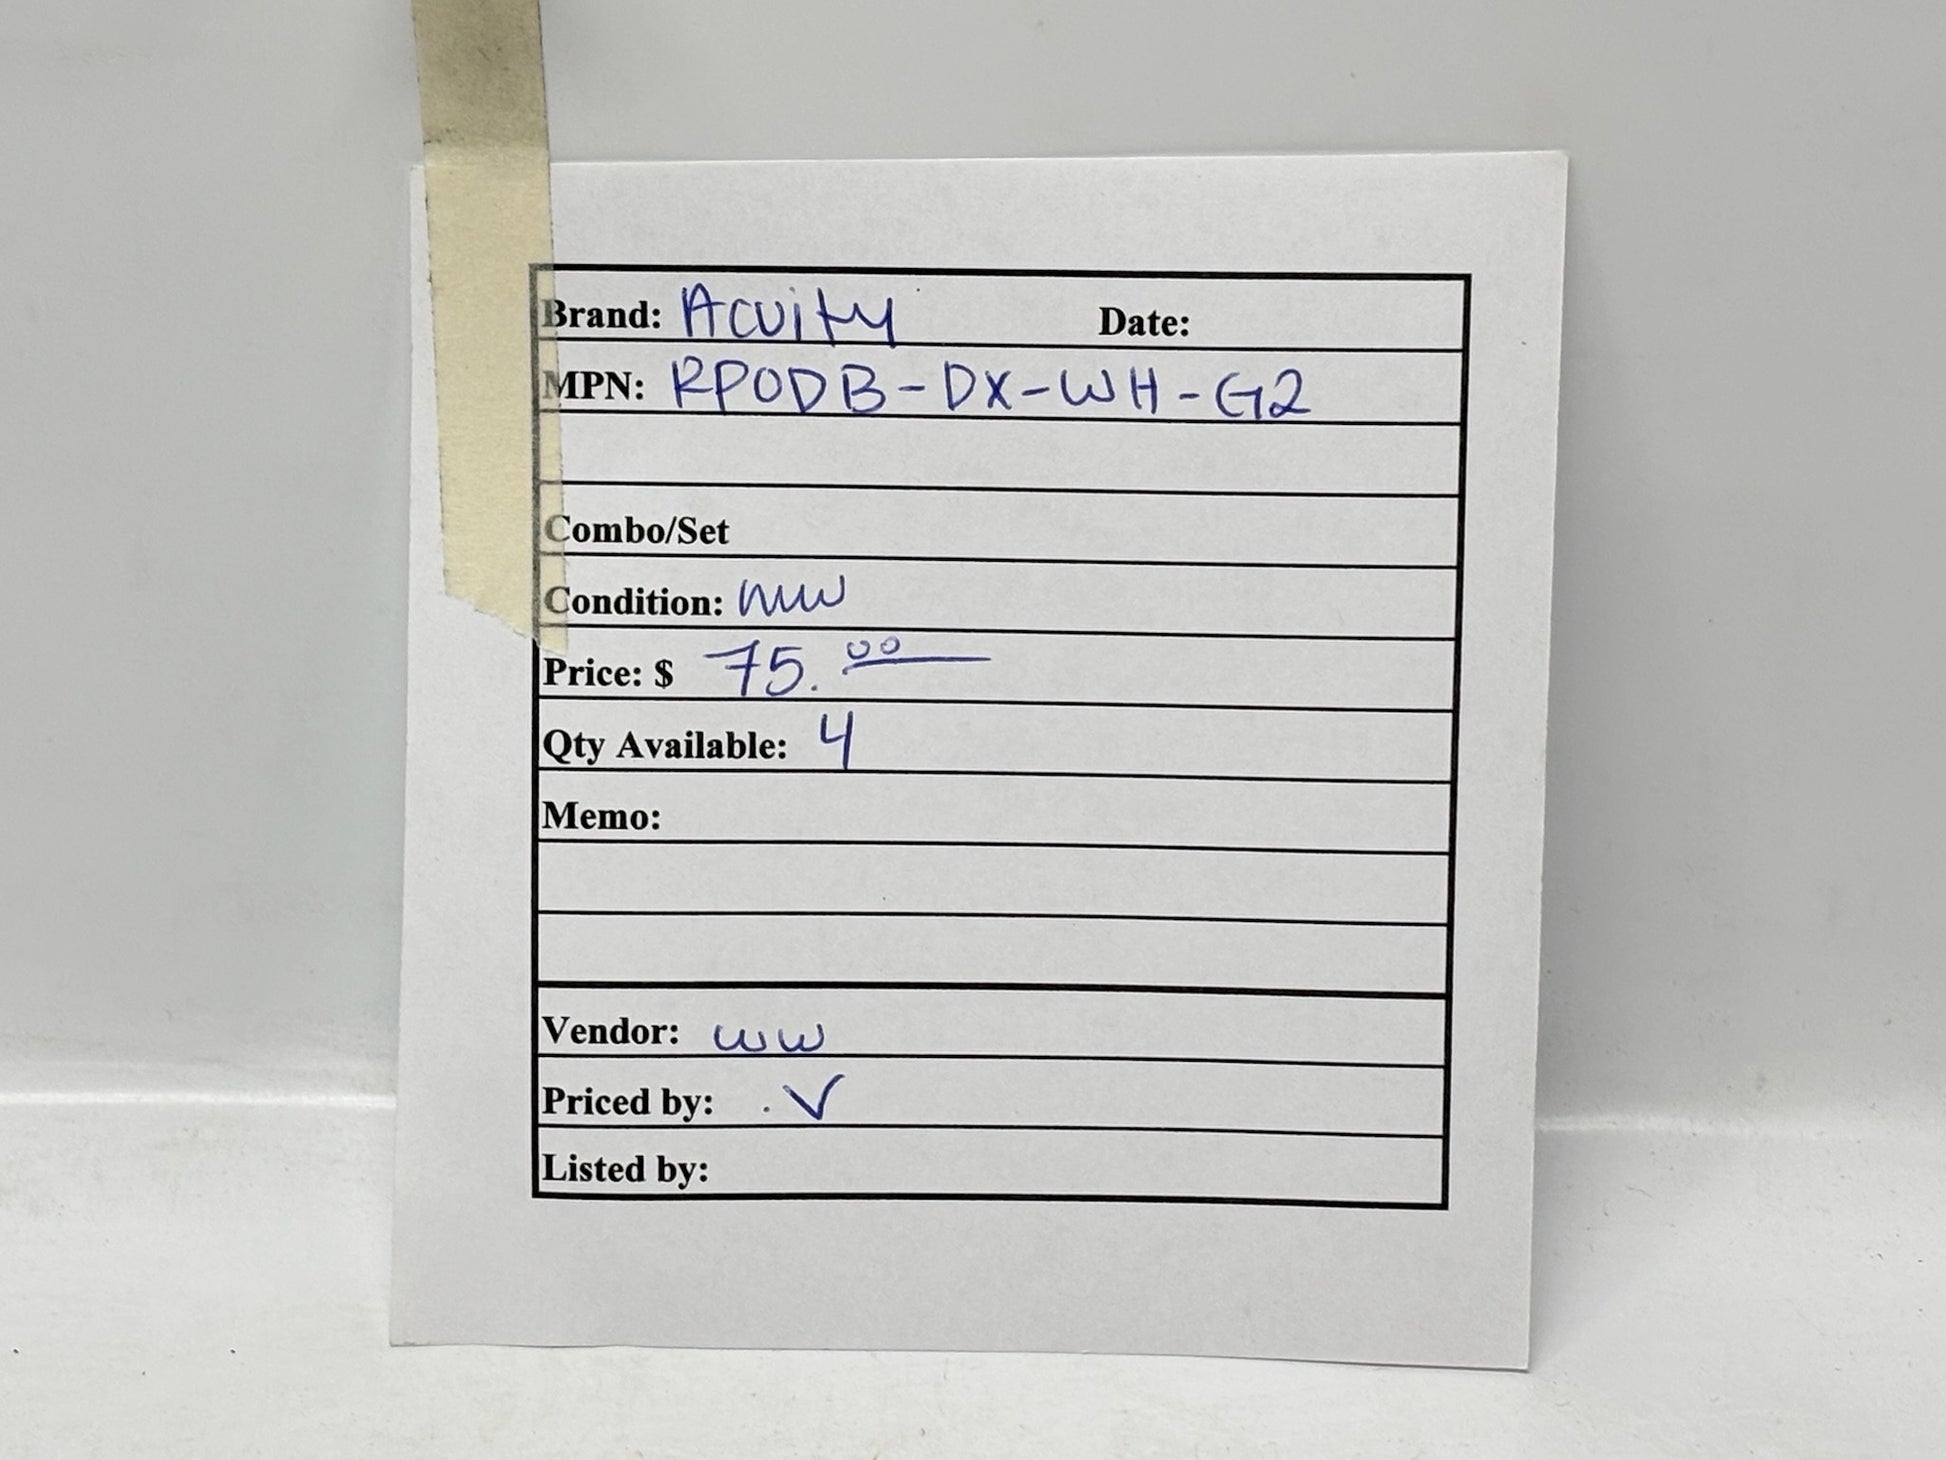 Brand: Acuity Date:
MPN: RPODB-DX-WH-G2
Combo/Set
Condition: new
Price: $ 75.00
Qty Available: 4
Memo:
Vendor: WW
Priced by: . V
Listed by: